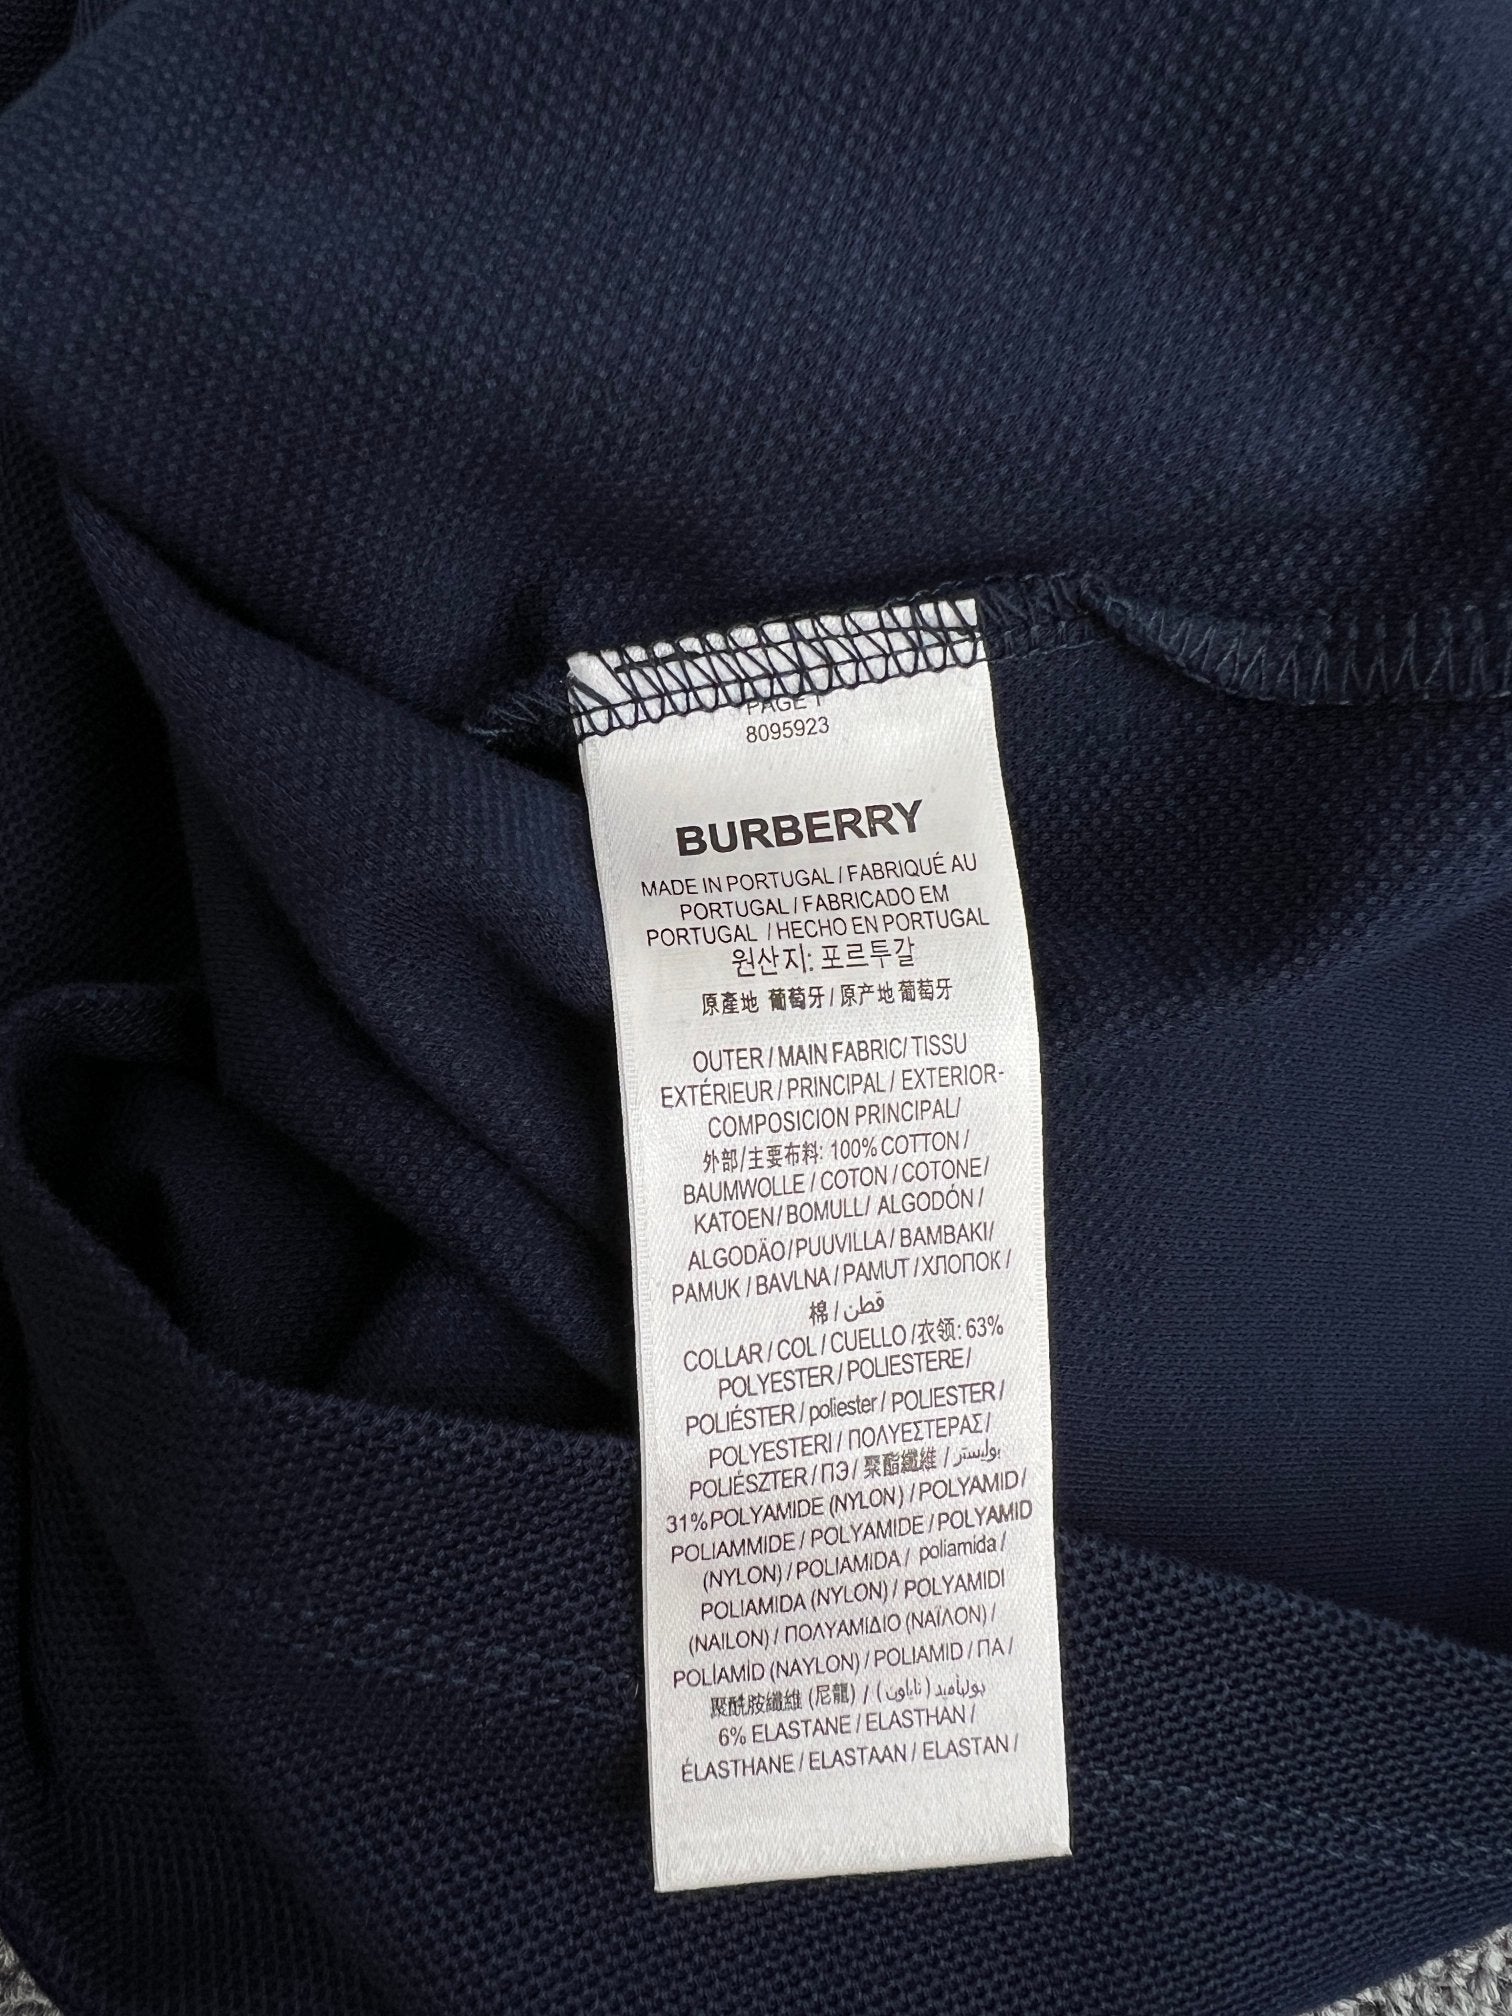 PAGE 1
8095923
BURBERRY
MADE IN PORTUGAL / FABRIQUÉ AU
PORTUGAL / FABRICADO EM
PORTUGAL / HECHO EN PORTUGAL
원산지: 포르투갈
原產地 葡萄牙 / 原产地 葡萄牙
OUTER / MAIN FABRIC / TISSU
EXTÉRIEUR / PRINCIPAL / EXTERIOR-
COMPOSICION PRINCIPAL/
外部/主要布料: 100% COTTON /
BAUMWOLLE / COTON / COTONE/
KATOEN / BOMULL/ ALGODÓN /
ALGODÃO / PUUVILLA / BAMBAKI/
PAMUK / BAVLNA / PAMUT / ХЛОПОК /
棉 / قطن
COLLAR / COL / CUELLO /衣领: 63%
POLYESTER / POLIESTERE/
POLIÉSTER / poliester / POLIESTER /
POLYESTERI / ΠΟΛΥΕΣΤΕΡΑΣ/
POLIÉSZTER / ПЭ / 聚酯纖維 / بوليستر
31%POLYAMIDE (NYLON) / POLYAMID /
POLIAMMIDE / POLYAMIDE / POLYAMID
(NYLON) / POLIAMIDA / poliamida /
POLIAMIDA (NYLON) / POLYAMIDI
(NAILON) / ΠΟΛΥΑΜΙΔΙΟ (ΝΑΪΛΟΝ) /
POLİAMİD (NAYLON) / POLIAMID / ПА /
聚酰胺纖維 (尼龍) / بوليأميد (نايلون)
6% ELASTANE / ELASTHAN /
ÉLASTHANE / ELASTAAN / ELASTAN /